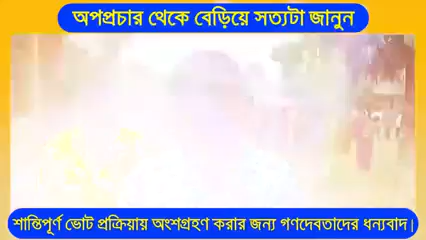 অপপ্রচার থেকে বেড়িয়ে সত্যটা জানুন
শান্তিপূর্ণ ভোট প্রক্রিয়ায় অংশগ্রহণ করার জন্য গণদেবতাদের ধন্যবাদ|